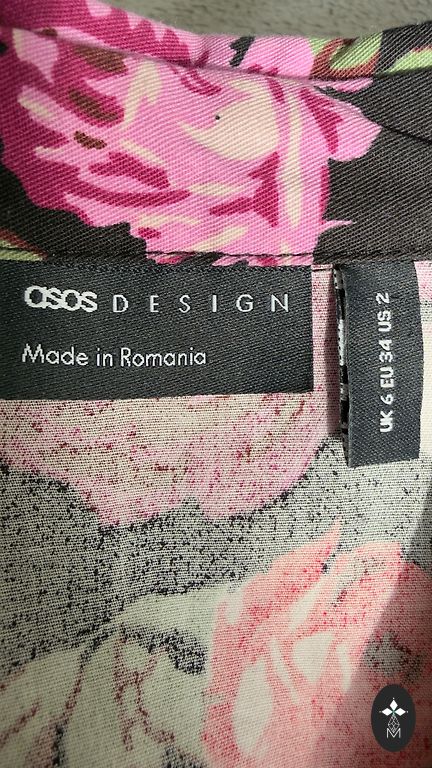 asos DESIGN
Made in Romania
UK 6 EU 34 US 2
M